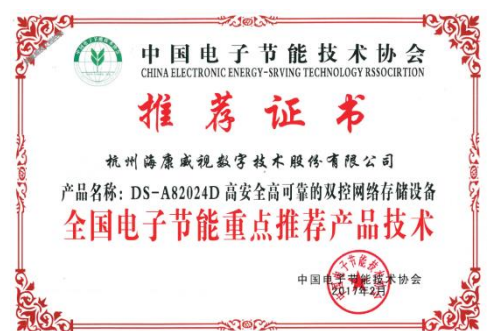 中国电子节能技术协会
CHINA ELECTRONIC ENERGY-SRVING TECHNOLOGY RSSOCIRTION
推荐证书
杭州海康威视数字技术股份有限公司
产品名称：DS-A82024D 高安全高可靠的双控网络存储设备
全国电子节能重点推荐产品技术
中国电子节能技术协会
2017年2月